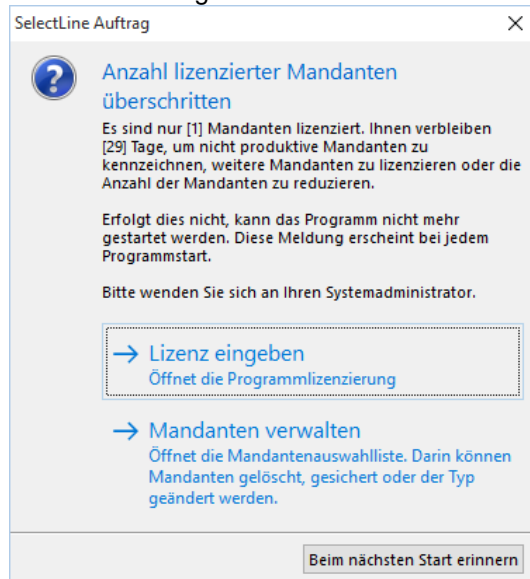 SelectLine Auftrag
Anzahl lizenzierter Mandanten
überschritten
Es sind nur [1] Mandanten lizenziert. Ihnen verbleiben
[29] Tage, um nicht produktive Mandanten zu
kennzeichnen, weitere Mandanten zu lizenzieren oder die
Anzahl der Mandanten zu reduzieren.
Erfolgt dies nicht, kann das Programm nicht mehr
gestartet werden. Diese Meldung erscheint bei jedem
Programmstart.
Bitte wenden Sie sich an Ihren Systemadministrator.
Lizenz eingeben
Öffnet die Programmlizenzierung
Mandanten verwalten
Öffnet die Mandantenauswahlliste. Darin können
Mandanten gelöscht, gesichert oder der Typ
geändert werden.
Beim nächsten Start erinnern